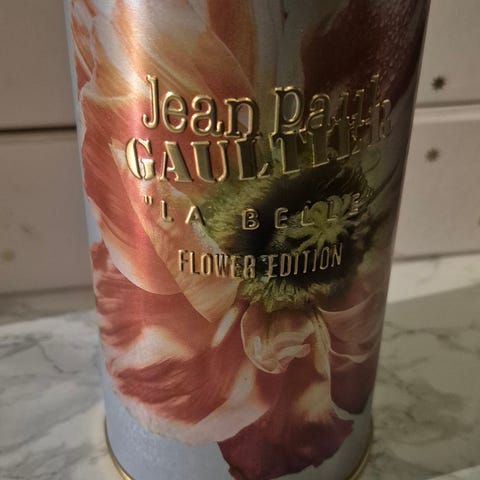 Jean Paul
GAULTIER
"LA BELLE"
FLOWER EDITION